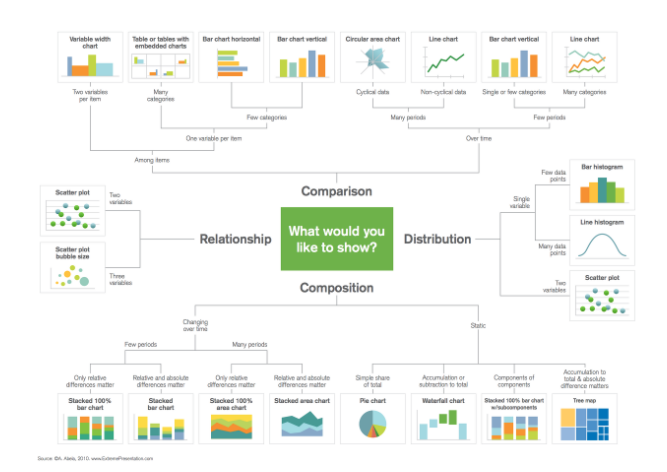 Variable width
chart
Table or tables with
embedded charts
Bar chart horizontal
Bar chart vertical
Circular area chart
Line chart
Bar chart vertical
Line chart
Two variables
per item
Many
categories
Cyclical data
Non-cyclical data
Single or few categories
Many categories
Few categories
Many periods
Few periods
One variable per item
Over time
Among items
Comparison
Scatter plot
Two
variables
Scatter plot
bubble size
Three
variables
Relationship
What would you
like to show?
Distribution
Single
variable
Few data
points
Bar histogram
Many data
points
Line histogram
Two
variables
Scatter plot
Composition
Changing
over time
Static
Few periods
Many periods
Only relative
differences matter
Relative and absolute
differences matter
Only relative
differences matter
Relative and absolute
differences matter
Simple share
of total
Accumulation or
subtraction to total
Components of
components
Accumulation to
total & absolute
difference matters
Stacked 100%
bar chart
Stacked
bar chart
Stacked 100%
area chart
Stacked area chart
Pie chart
Waterfall chart
Stacked 100% bar chart
w/subcomponents
Tree map
2010. www.ExtremePresentation.com